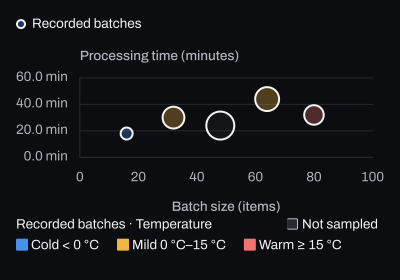 Recorded batches
Processing time (minutes)
60.0 min
40.0 min
20.0 min
0.0 min
0 20 40 60 80 100
Batch size (items)
Recorded batches · Temperature
Not sampled
Cold < 0 °C Mild 0 °C–15 °C Warm ≥ 15 °C